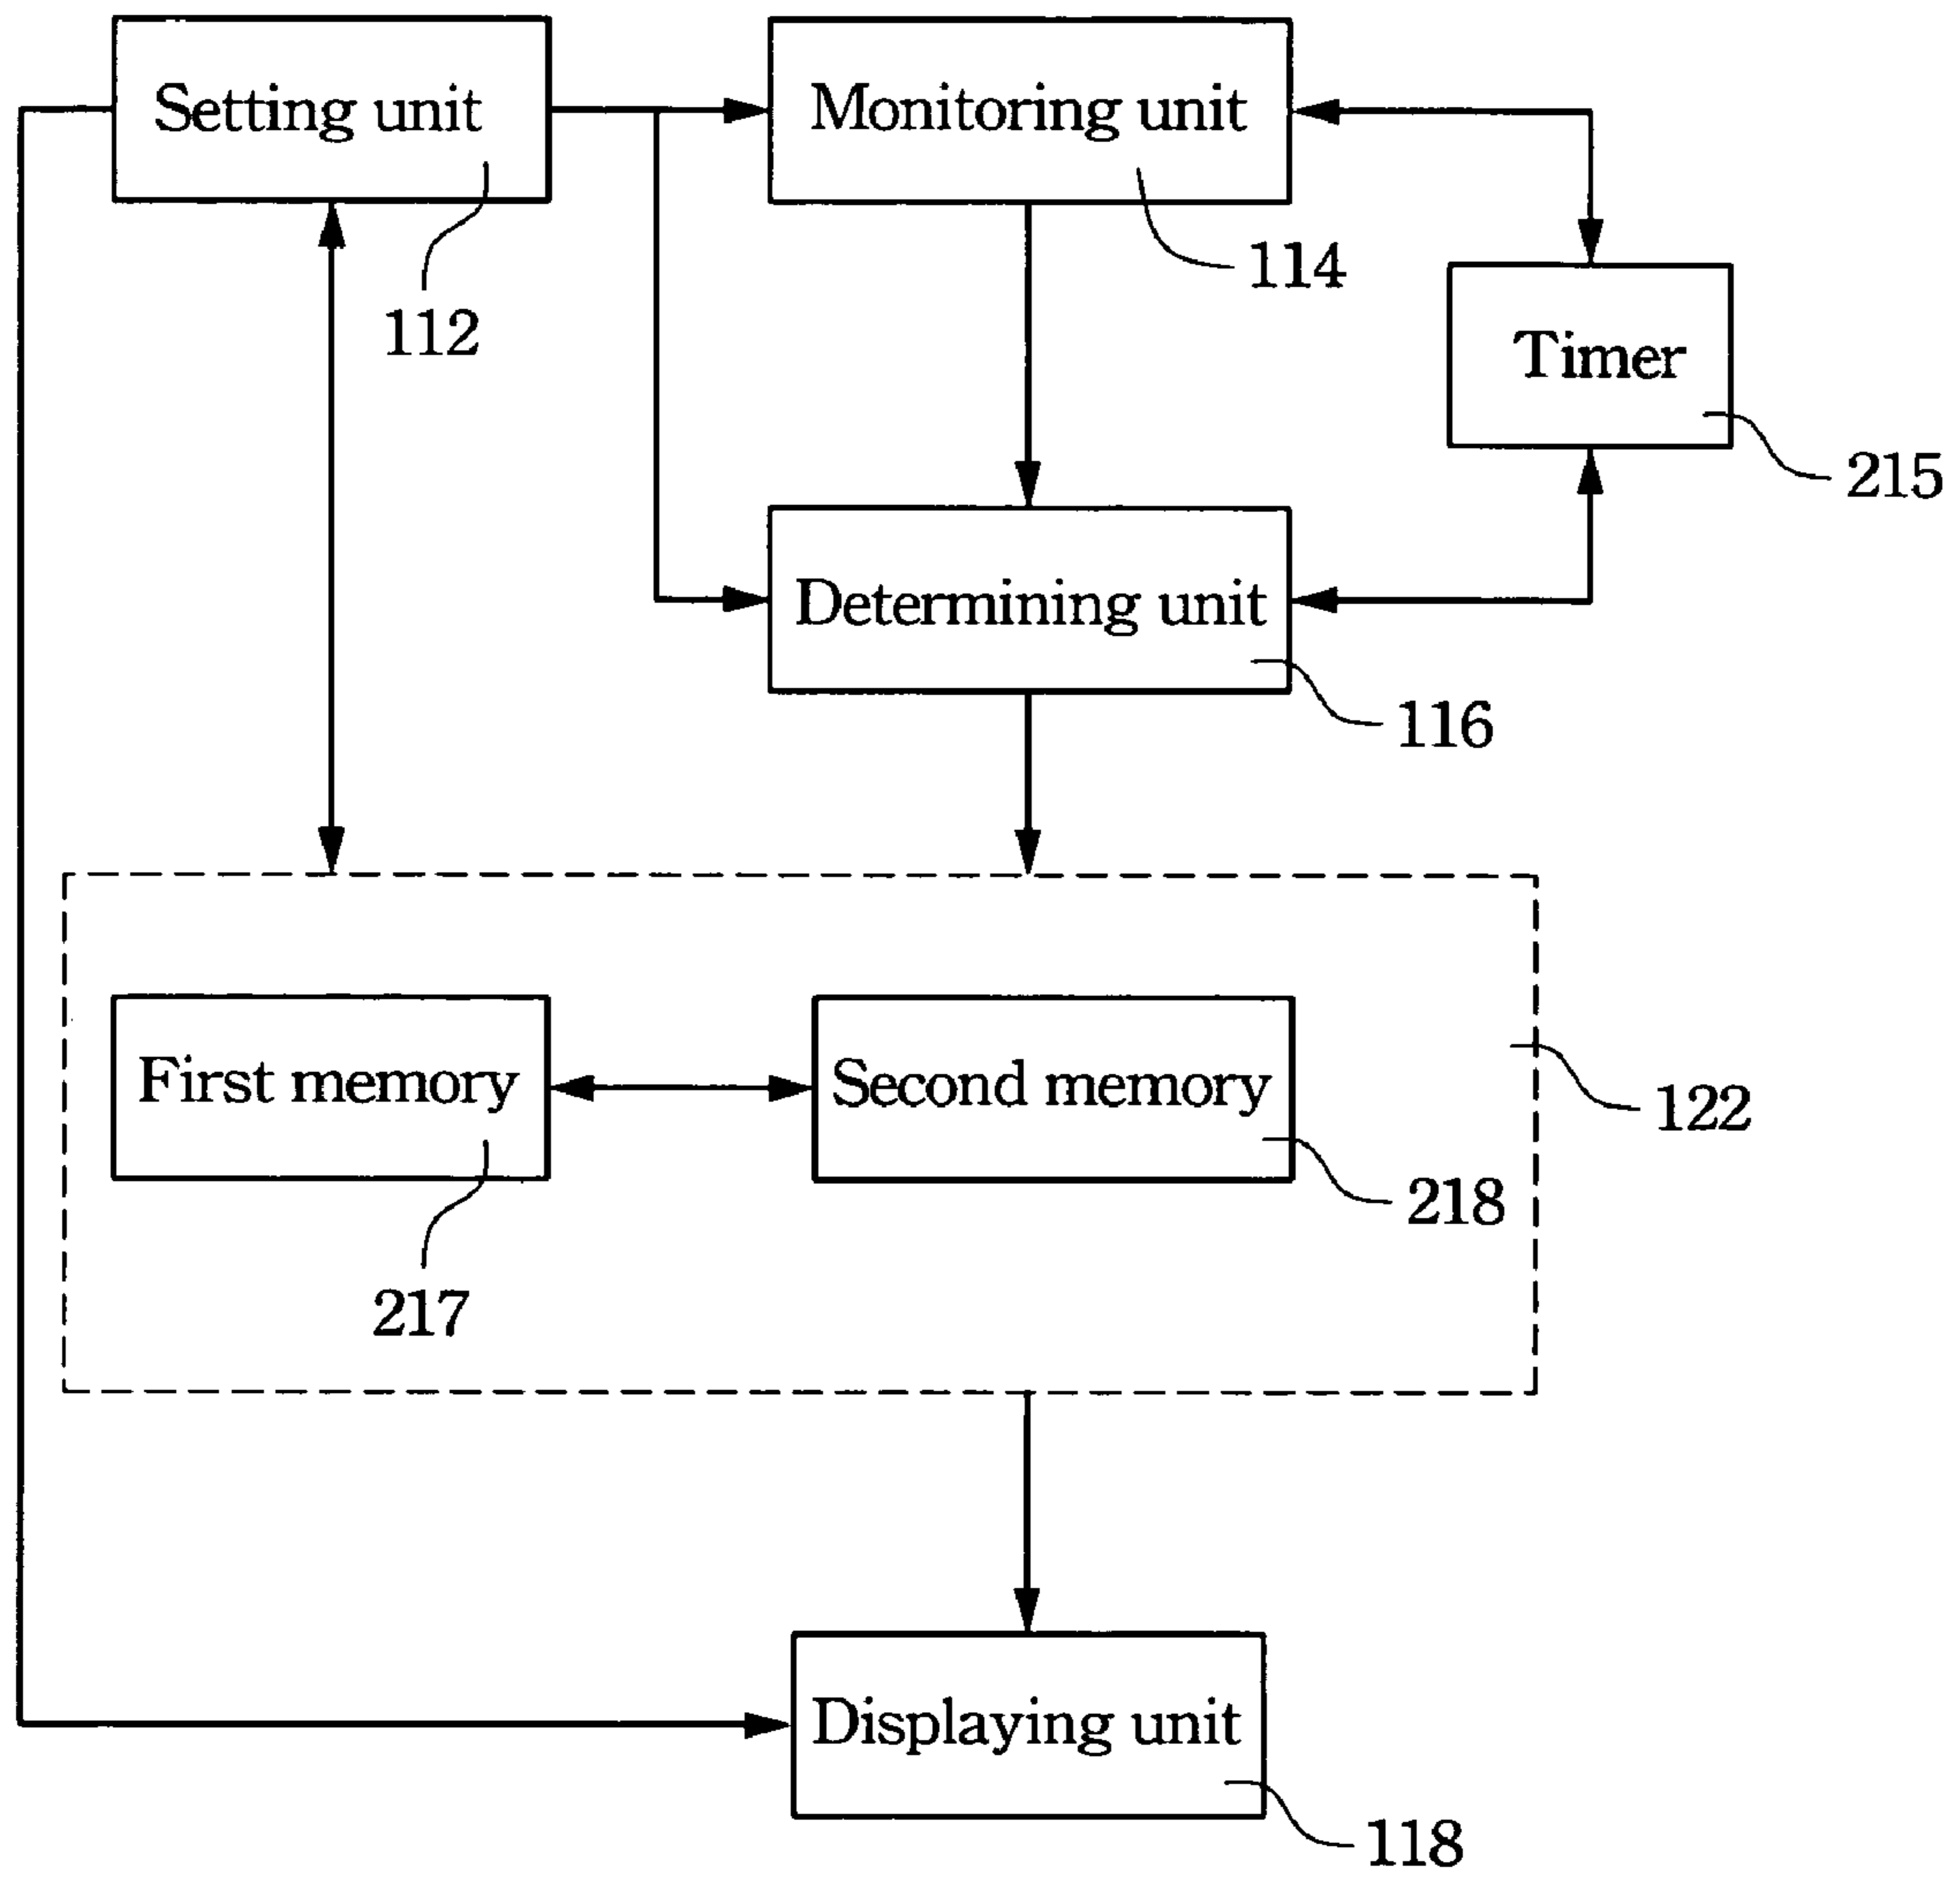 Setting unit
Monitoring unit
114
112
Timer
215
Determining unit
116
First memory
Second memory
122
218
217
Displaying unit
118